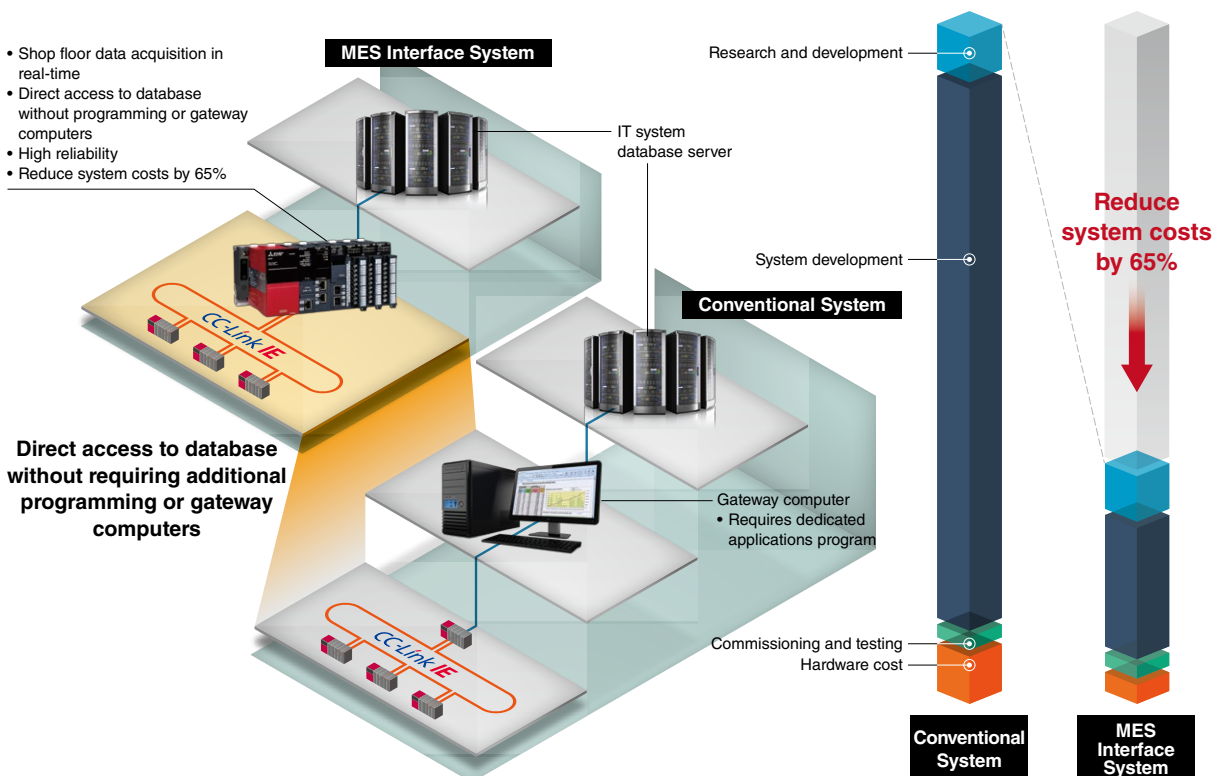 • Shop floor data acquisition in
real-time
• Direct access to database
without programming or gateway
computers
• High reliability
• Reduce system costs by 65%
MES Interface System
IT system
database server
CC-Link IE
Direct access to database
without requiring additional
programming or gateway
computers
Conventional System
Gateway computer
• Requires dedicated
applications program
CC-Link IE
Research and development
System development
Commissioning and testing
Hardware cost
Reduce
system costs
by 65%
Conventional
System
MES
Interface
System